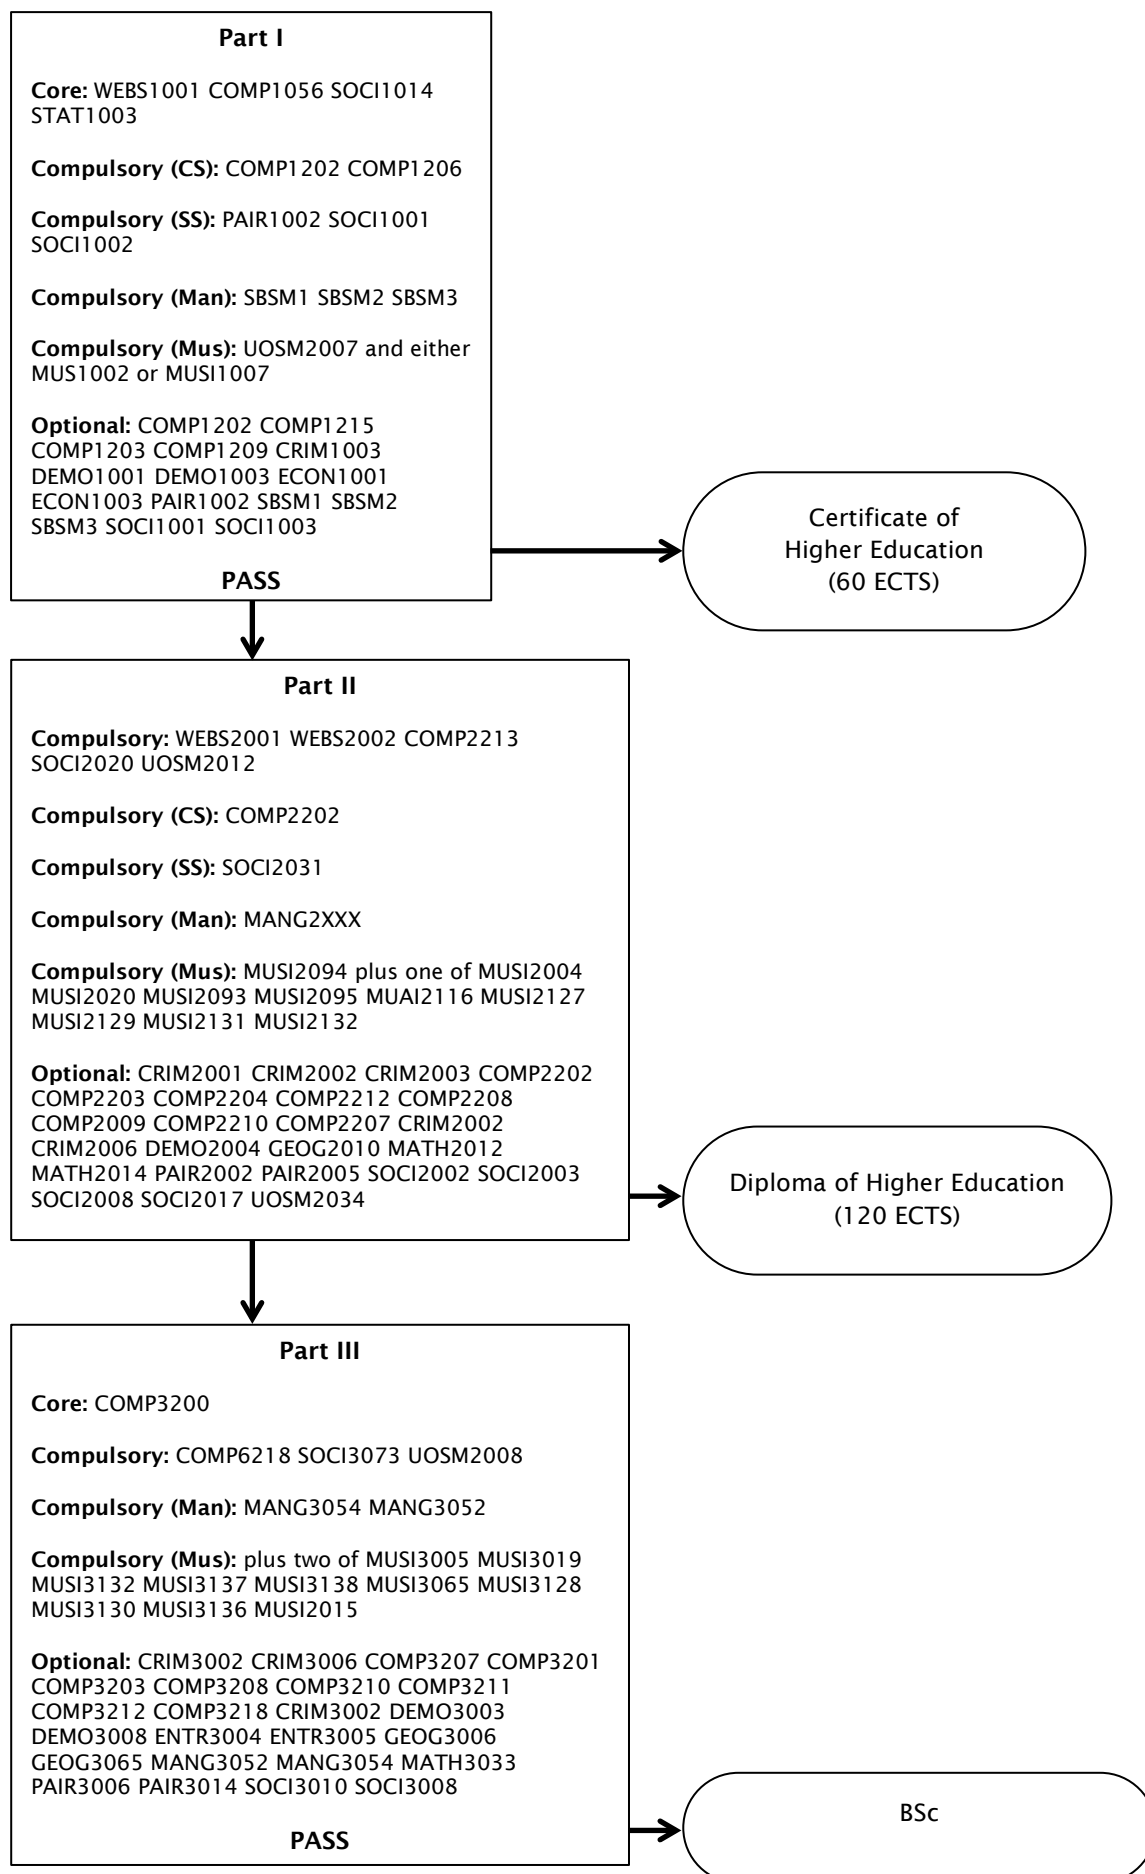 Part I
Core: WEBS1001 COMP1056 SOCI1014
STAT1003
Compulsory (CS): COMP1202 COMP1206
Compulsory (SS): PAIR1002 SOCI1001
SOCI1002
Compulsory (Man): SBSM1 SBSM2 SBSM3
Compulsory (Mus): UOSM2007 and either
MUS1002 or MUSI1007
Optional: COMP1202 COMP1215
COMP1203 COMP1209 CRIM1003
DEMO1001 DEMO1003 ECON1001
ECON1003 PAIR1002 SBSM1 SBSM2
SBSM3 SOCI1001 SOCI1003
PASS
Certificate of
Higher Education
(60 ECTS)
Part II
Compulsory: WEBS2001 WEBS2002 COMP2213
SOCI2020 UOSM2012
Compulsory (CS): COMP2202
Compulsory (SS): SOCI2031
Compulsory (Man): MANG2XXX
Compulsory (Mus): MUSI2094 plus one of MUSI2004
MUSI2020 MUSI2093 MUSI2095 MUAI2116 MUSI2127
MUSI2129 MUSI2131 MUSI2132
Optional: CRIM2001 CRIM2002 CRIM2003 COMP2202
COMP2203 COMP2204 COMP2212 COMP2208
COMP2009 COMP2210 COMP2207 CRIM2002
CRIM2006 DEMO2004 GEOG2010 MATH2012
MATH2014 PAIR2002 PAIR2005 SOCI2002 SOCI2003
SOCI2008 SOCI2017 UOSM2034
Diploma of Higher Education
(120 ECTS)
Part III
Core: COMP3200
Compulsory: COMP6218 SOCI3073 UOSM2008
Compulsory (Man): MANG3054 MANG3052
Compulsory (Mus): plus two of MUSI3005 MUSI3019
MUSI3132 MUSI3137 MUSI3138 MUSI3065 MUSI3128
MUSI3130 MUSI3136 MUSI2015
Optional: CRIM3002 CRIM3006 COMP3207 COMP3201
COMP3203 COMP3208 COMP3210 COMP3211
COMP3212 COMP3218 CRIM3002 DEMO3003
DEMO3008 ENTR3004 ENTR3005 GEOG3006
GEOG3065 MANG3052 MANG3054 MATH3033
PAIR3006 PAIR3014 SOCI3010 SOCI3008
PASS
BSc